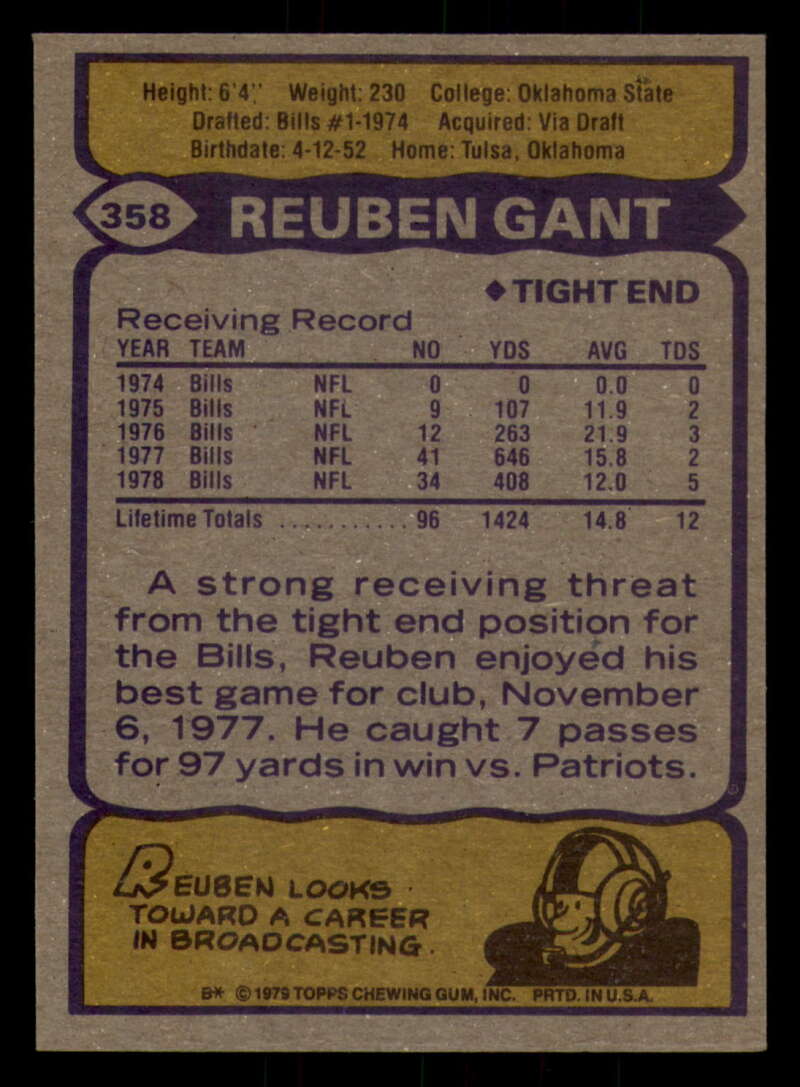 Height: 6'4" Weight: 230 College: Oklahoma State
Drafted: Bills #1-1974 Acquired: Via Draft
Birthdate: 4-12-52 Home: Tulsa, Oklahoma
358 REUBEN GANT
◆TIGHT END
Receiving Record
YEAR TEAM NO YDS AVG TDS
1974 Bills NFL 0 0 0.0 0
1975 Bills NFL 9 107 11.9 2
1976 Bills NFL 12 263 21.9 3
1977 Bills NFL 41 646 15.8 2
1978 Bills NFL 34 408 12.0 5
Lifetime Totals ........... 96 1424 14.8 12
A strong receiving threat
from the tight end position for
the Bills, Reuben enjoyed his
best game for club, November
6, 1977. He caught 7 passes
for 97 yards in win vs. Patriots.
REUBEN LOOKS
TOWARD A CAREER
IN BROADCASTING.
B* © 1979 TOPPS CHEWING GUM, INC. PRTD. IN U.S.A.